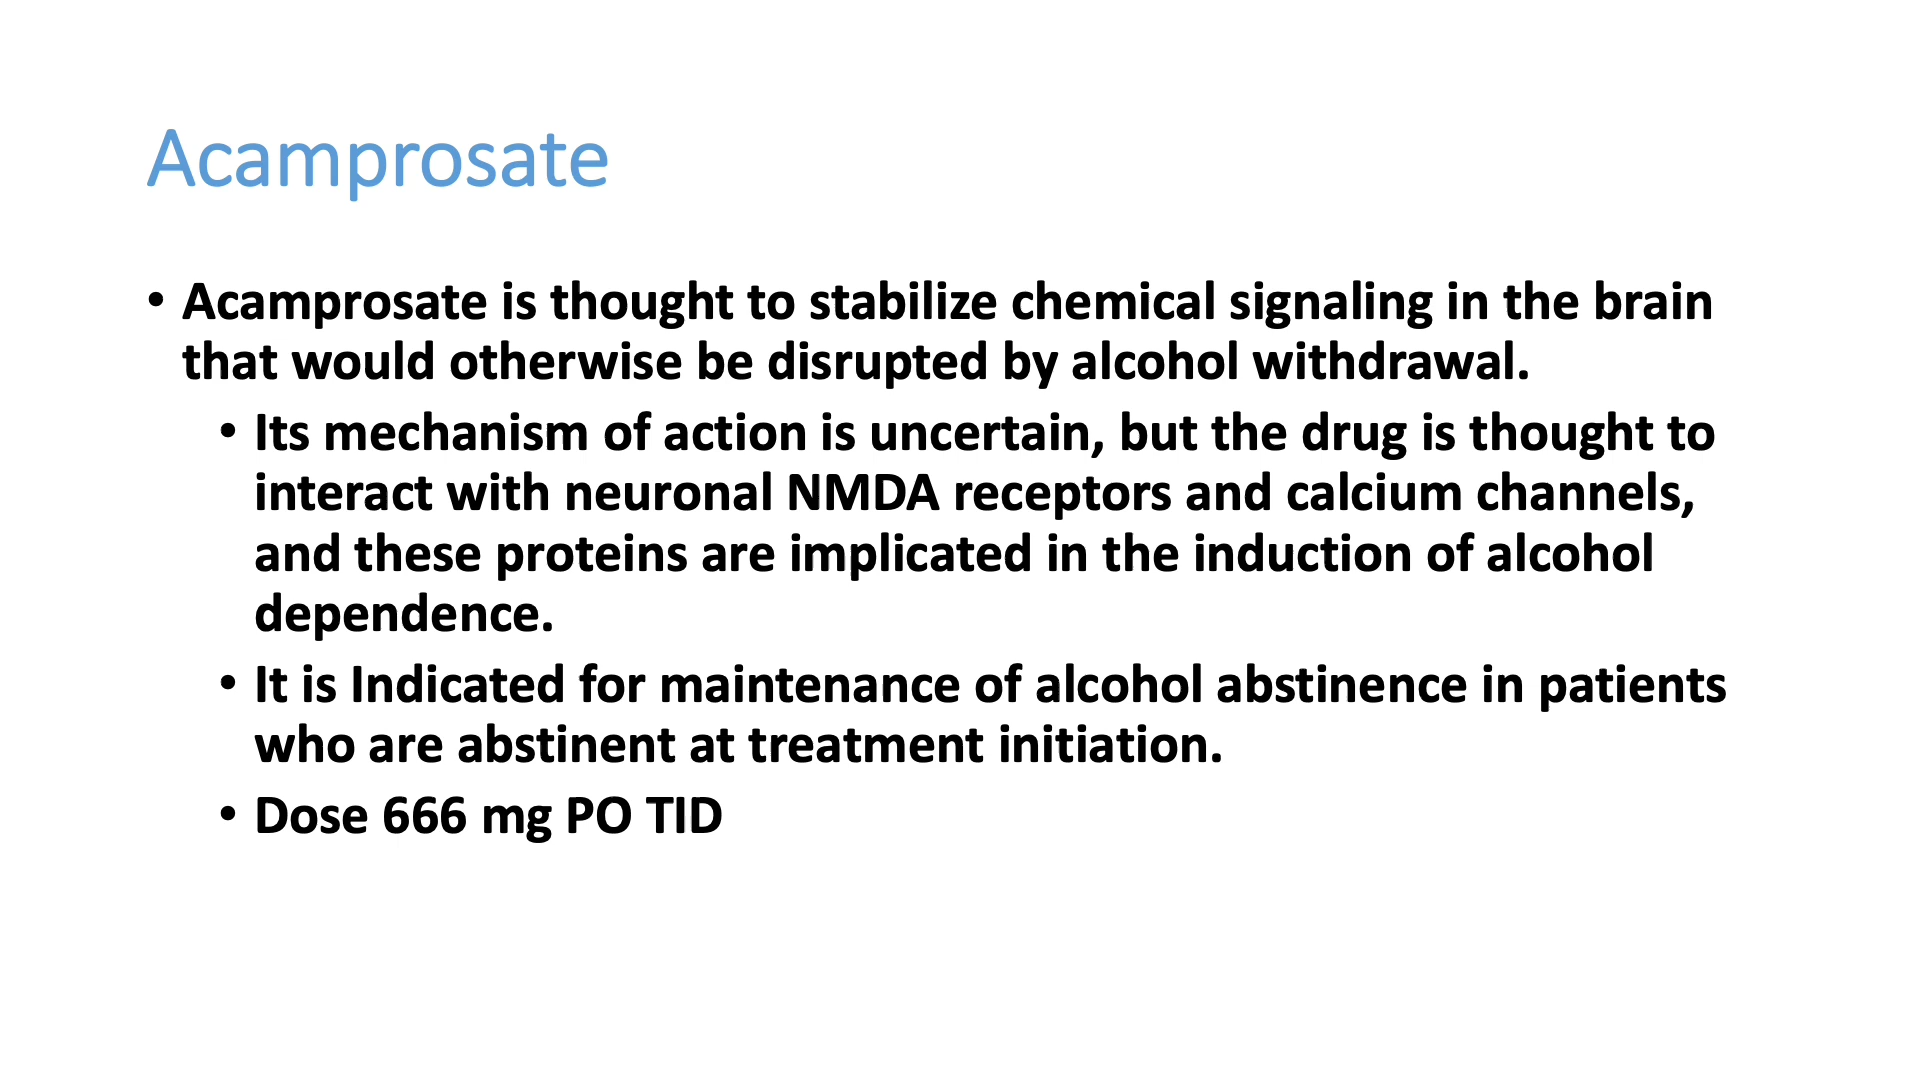 Acamprosate
• Acamprosate is thought to stabilize chemical signaling in the brain
that would otherwise be disrupted by alcohol withdrawal.
• Its mechanism of action is uncertain, but the drug is thought to
interact with neuronal NMDA receptors and calcium channels,
and these proteins are implicated in the induction of alcohol
dependence.
• It is Indicated for maintenance of alcohol abstinence in patients
who are abstinent at treatment initiation.
• Dose 666 mg PO TID